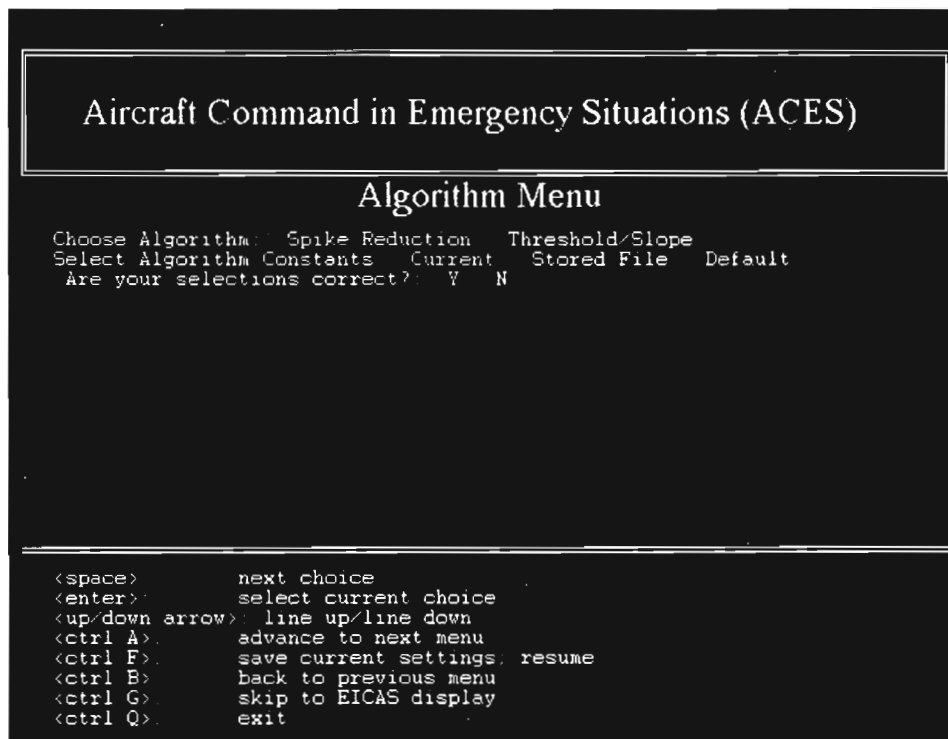 Aircraft Command in Emergency Situations (ACES)
Algorithm Menu
Choose Algorithm: Spike Reduction Threshold/Slope
Select Algorithm Constants Current Stored File Default
Are your selections correct?: Y N
<space> next choice
<enter>: select current choice
<up/down arrow>: line up/line down
<ctrl A>. advance to next menu
<ctrl F>. save current settings; resume
<ctrl B> back to previous menu
<ctrl G> skip to EICAS display
<ctrl Q>. exit